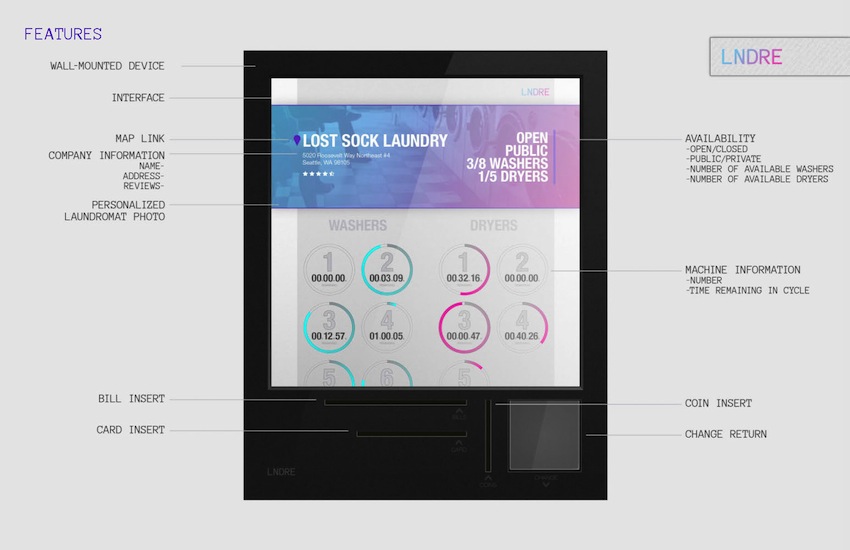 FEATURES
LNDRE
WALL-MOUNTED DEVICE
INTERFACE
MAP LINK
COMPANY INFORMATION
NAME-
ADDRESS-
REVIEWS-
PERSONALIZED
LAUNDROMAT PHOTO
BILL INSERT
CARD INSERT
LNDRE
LOST SOCK LAUNDRY
5020 Roosevelt Way Northeast #4
Seattle, WA 98105
OPEN
PUBLIC
3/8 WASHERS
1/5 DRYERS
WASHERS
DRYERS
1
00.00.00.
2
00.03.09.
1
00.32.16.
2
00.00.00.
3
00.12.57.
4
01.00.05.
3
00.00.47.
4
00.40.26.
5
6
5
BILL
CARD
COINS
CHANGE
LNDRE
AVAILABILITY
-OPEN/CLOSED
-PUBLIC/PRIVATE
-NUMBER OF AVAILABLE WASHERS
-NUMBER OF AVAILABLE DRYERS
MACHINE INFORMATION
-NUMBER
-TIME REMAINING IN CYCLE
COIN INSERT
CHANGE RETURN